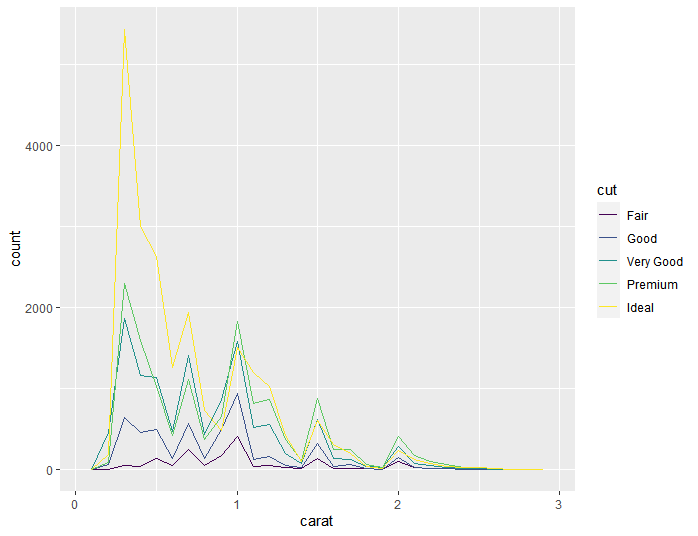 4000
2000
0
count
0
1
2
3
carat
cut
Fair
Good
Very Good
Premium
Ideal